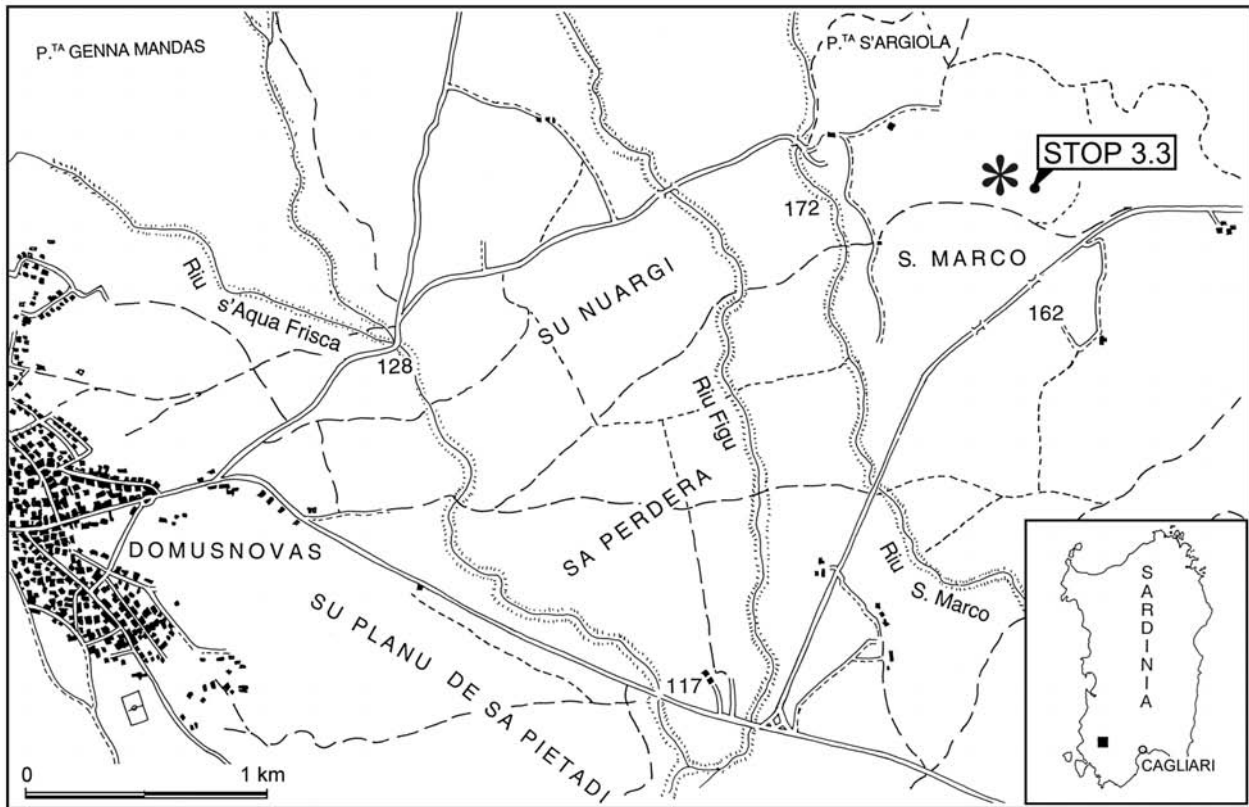 P.TA GENNA MANDAS
P.TA S'ARGIOLA
STOP 3.3
172
S. MARCO
Riu
s'Aqua Frisca
SU NUARGI
162
128
Riu Figu
SA PERDERA
DOMUSNOVAS
Riu
S. Marco
SU PLANU DE SA PIETADI
117
SARDINIA
CAGLIARI
0 1 km